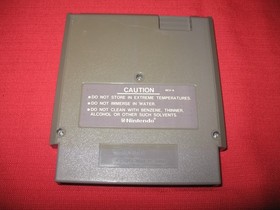 CAUTION
•DO NOT STORE IN EXTREME TEMPERATURES.
•DO NOT IMMERSE IN WATER.
•DO NOT CLEAN WITH BENZENE, THINNER,
ALCOHOL OR OTHER SUCH SOLVENTS.
Nintendo